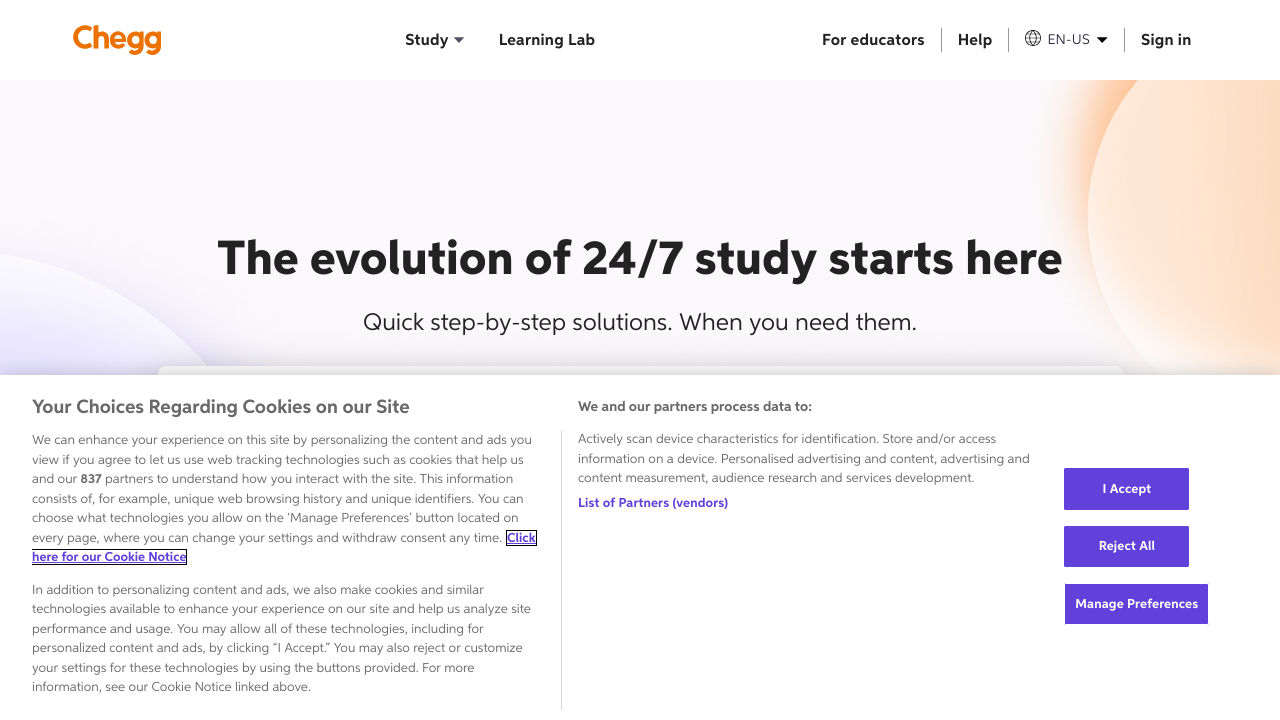 Chegg
Study
Learning Lab
For educators
Help
EN-US
Sign in
The evolution of 24/7 study starts here
Quick step-by-step solutions. When you need them.
Your Choices Regarding Cookies on our Site
We can enhance your experience on this site by personalizing the content and ads you
view if you agree to let us use web tracking technologies such as cookies that help us
and our 837 partners to understand how you interact with the site. This information
consists of, for example, unique web browsing history and unique identifiers. You can
choose what technologies you allow on the ‘Manage Preferences’ button located on
every page, where you can change your settings and withdraw consent any time. Click
here for our Cookie Notice
In addition to personalizing content and ads, we also make cookies and similar
technologies available to enhance your experience on our site and help us analyze site
performance and usage. You may allow all of these technologies, including for
personalized content and ads, by clicking “I Accept.” You may also reject or customize
your settings for these technologies by using the buttons provided. For more
information, see our Cookie Notice linked above.
We and our partners process data to:
Actively scan device characteristics for identification. Store and/or access
information on a device. Personalised advertising and content, advertising and
content measurement, audience research and services development.
List of Partners (vendors)
I Accept
Reject All
Manage Preferences